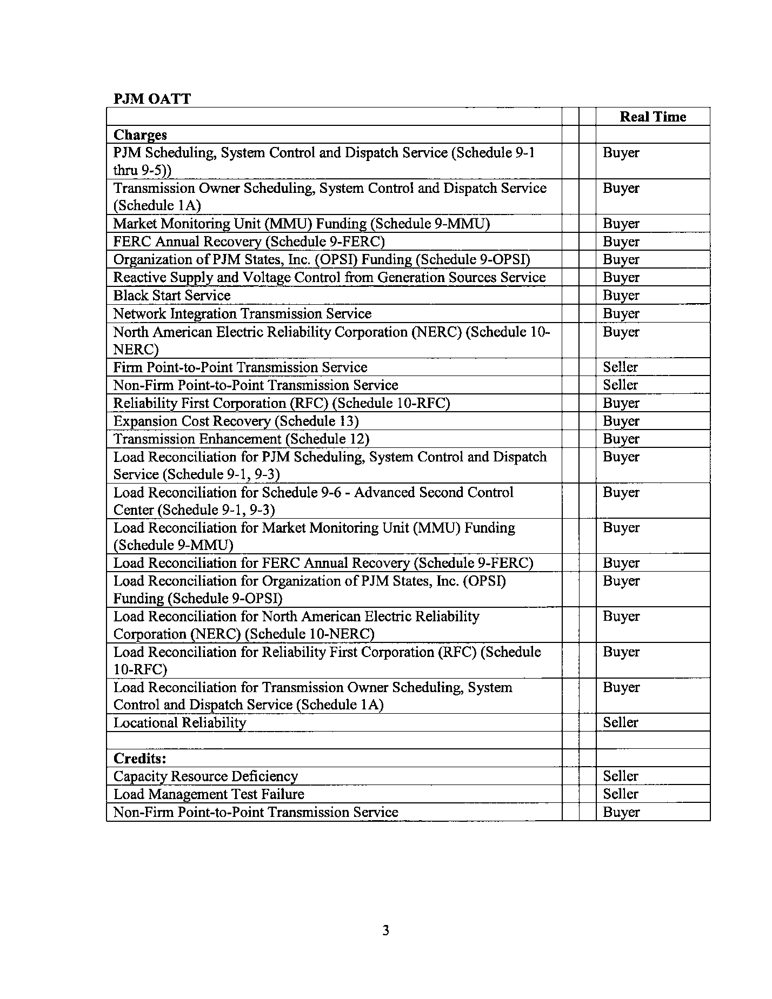 PJM OATT
Real Time
Charges
PJM Scheduling, System Control and Dispatch Service (Schedule 9-1 Buyer
thru 9-5))
Transmission Owner Scheduling, System Control and Dispatch Service Buyer
(Schedule 1A)
Market Monitoring Unit (MMU) Funding (Schedule 9-MMU) Buyer
FERC Annual Recovery (Schedule 9-FERC) Buyer
Organization of PJM States, Inc. (OPSI) Funding (Schedule 9-OPSI) Buyer
Reactive Supply and Voltage Control from Generation Sources Service Buyer
Black Start Service Buyer
Network Integration Transmission Service Buyer
North American Electric Reliability Corporation (NERC) (Schedule 10- Buyer
NERC)
Firm Point-to-Point Transmission Service Seller
Non-Firm Point-to-Point Transmission Service Seller
Reliability First Corporation (RFC) (Schedule 10-RFC) Buyer
Expansion Cost Recovery (Schedule 13) Buyer
Transmission Enhancement (Schedule 12) Buyer
Load Reconciliation for PJM Scheduling, System Control and Dispatch Buyer
Service (Schedule 9-1, 9-3)
Load Reconciliation for Schedule 9-6 - Advanced Second Control Buyer
Center (Schedule 9-1, 9-3)
Load Reconciliation for Market Monitoring Unit (MMU) Funding Buyer
(Schedule 9-MMU)
Load Reconciliation for FERC Annual Recovery (Schedule 9-FERC) Buyer
Load Reconciliation for Organization of PJM States, Inc. (OPSI) Buyer
Funding (Schedule 9-OPSI)
Load Reconciliation for North American Electric Reliability Buyer
Corporation (NERC) (Schedule 10-NERC)
Load Reconciliation for Reliability First Corporation (RFC) (Schedule Buyer
10-RFC)
Load Reconciliation for Transmission Owner Scheduling, System Buyer
Control and Dispatch Service (Schedule 1A)
Locational Reliability Seller
Credits:
Capacity Resource Deficiency Seller
Load Management Test Failure Seller
Non-Firm Point-to-Point Transmission Service Buyer
3